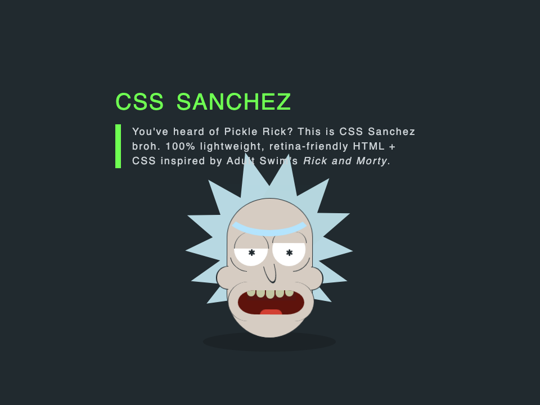 CSS SANCHEZ
You've heard of Pickle Rick? This is CSS Sanchez
broh. 100% lightweight, retina-friendly HTML +
CSS inspired by Adult Swim's Rick and Morty.